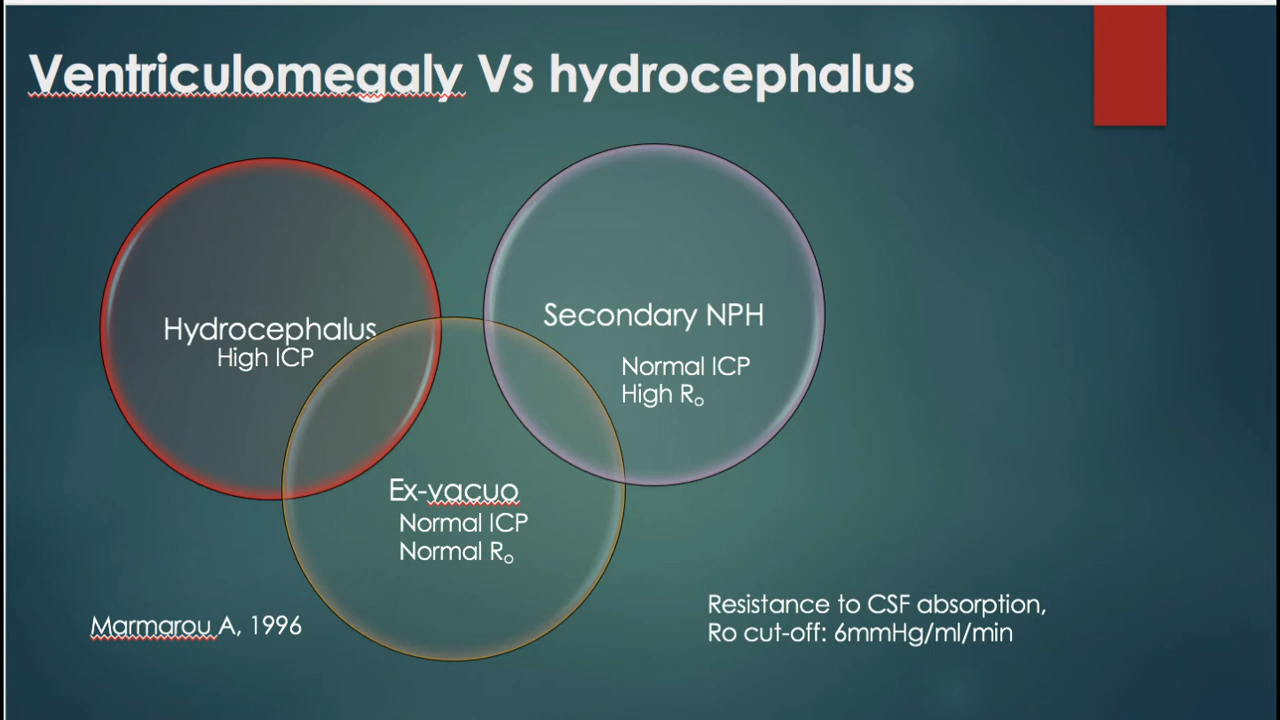 Ventriculomegaly Vs hydrocephalus
Hydrocephalus
High ICP
Secondary NPH
Normal ICP
High Ro
Ex-vacuo
Normal ICP
Normal Ro
Marmarou A, 1996
Resistance to CSF absorption,
Ro cut-off: 6mmHg/ml/min